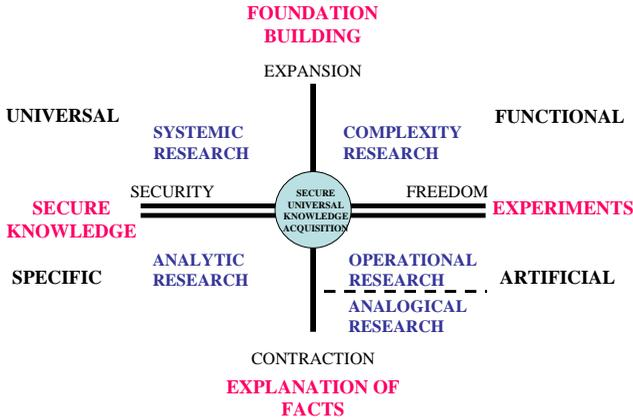 FOUNDATION
BUILDING
EXPANSION
UNIVERSAL
FUNCTIONAL
SYSTEMIC
RESEARCH
COMPLEXITY
RESEARCH
SECURITY
FREEDOM
SECURE
KNOWLEDGE
SECURE
UNIVERSAL
KNOWLEDGE
ACQUISITION
EXPERIMENTS
ANALYTIC
RESEARCH
OPERATIONAL
RESEARCH
SPECIFIC
ARTIFICIAL
ANALOGICAL
RESEARCH
CONTRACTION
EXPLANATION OF
FACTS